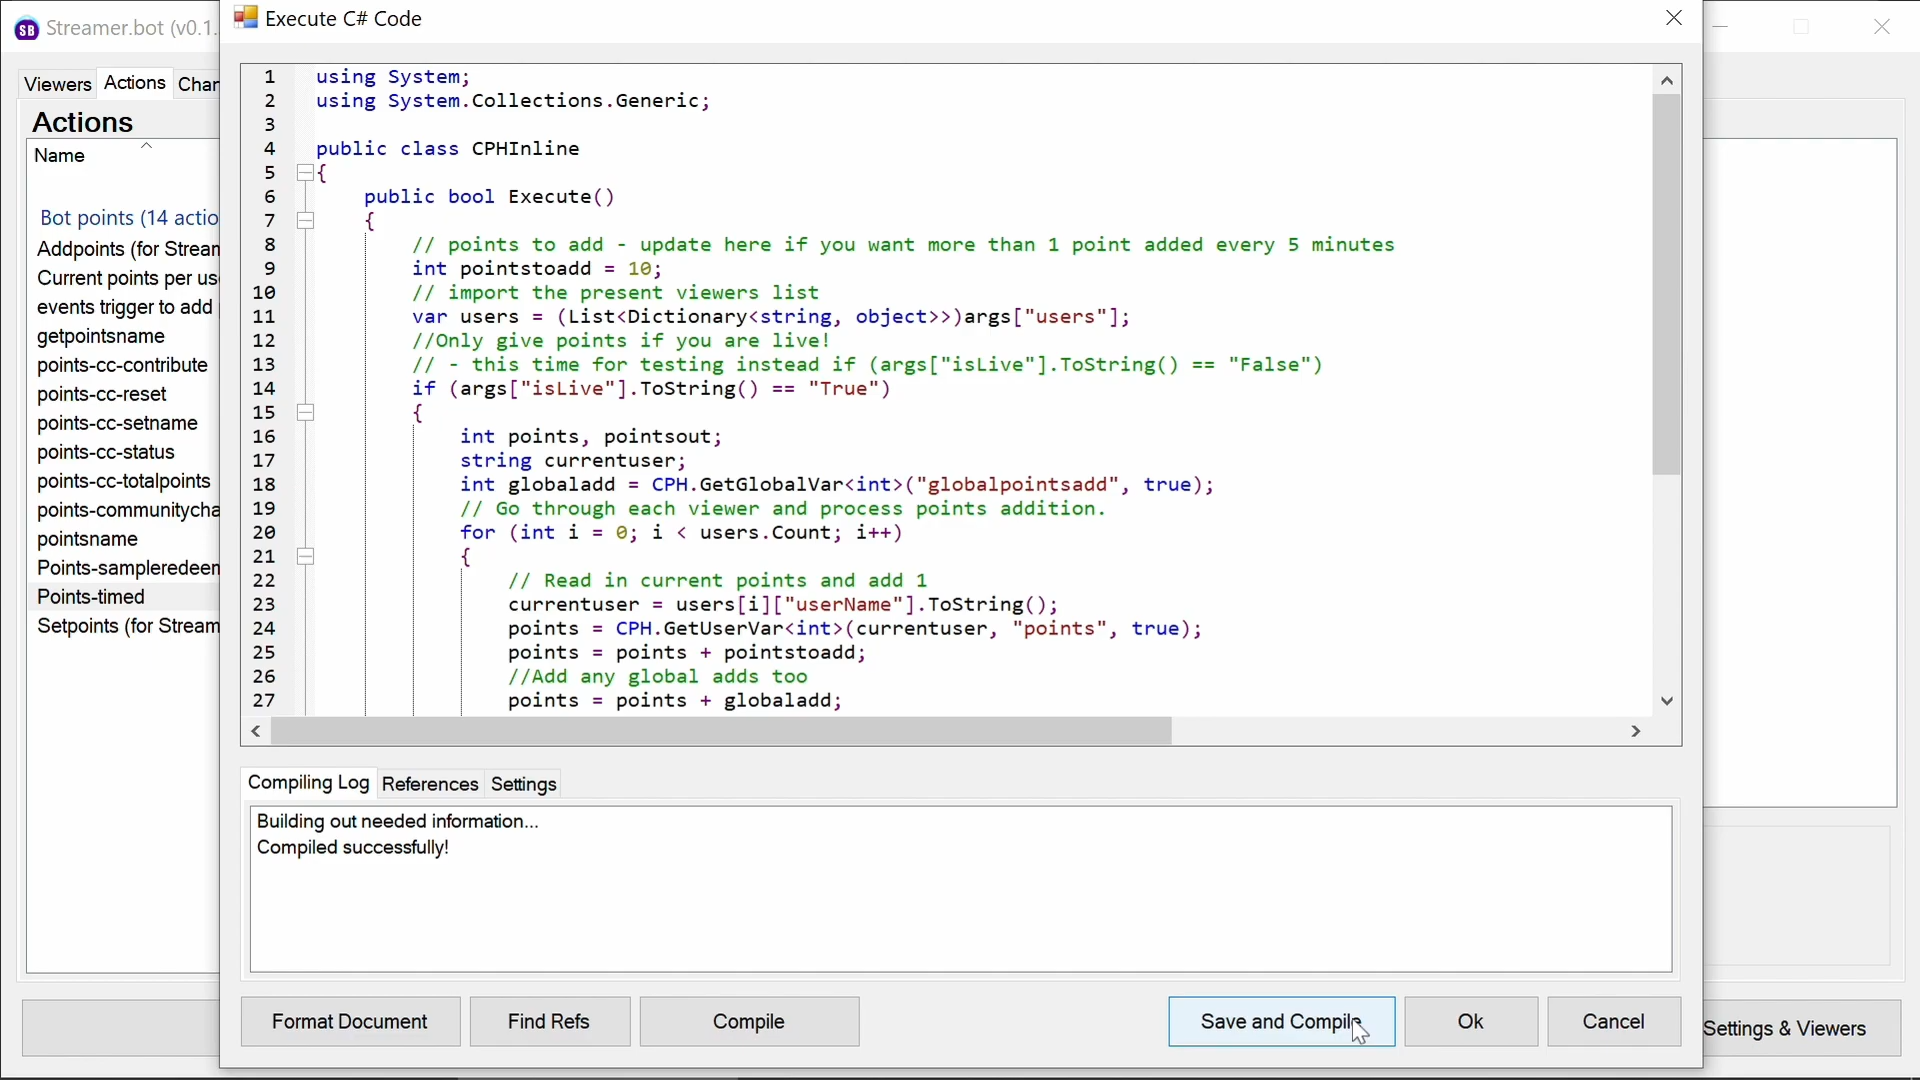 SB Streamer.bot (v0.1.
Execute C# Code
Viewers Actions Char
Actions
Name
Bot points (14 actio
Addpoints (for Strean
Current points per us
events trigger to add
getpointsname
points-cc-contribute
points-cc-reset
points-cc-setname
points-cc-status
points-cc-totalpoints
points-communitycha
pointsname
Points-sampleredeen
Points-timed
Setpoints (for Stream
1 using System;
2 using System.Collections.Generic;
3
4 public class CPHInline
5 {
6 public bool Execute()
7 {
8 // points to add - update here if you want more than 1 point added every 5 minutes
9 int pointstoadd = 10;
10 // import the present viewers list
11 var users = (List<Dictionary<string, object>>)args["users"];
12 //Only give points if you are live!
13 // - this time for testing instead if (args["isLive"].ToString() == "False")
14 if (args["isLive"].ToString() == "True")
15 {
16 int points, pointsout;
17 string currentuser;
18 int globaladd = CPH.GetGlobalVar<int>("globalpointsadd", true);
19 // Go through each viewer and process points addition.
20 for (int i = 0; i < users.Count; i++)
21 {
22 // Read in current points and add 1
23 currentuser = users[i]["userName"].ToString();
24 points = CPH.GetUserVar<int>(currentuser, "points", true);
25 points = points + pointstoadd;
26 //Add any global adds too
27 points = points + globaladd;
Compiling Log References Settings
Building out needed information...
Compiled successfully!
Format Document Find Refs Compile Save and Compile Ok Cancel
Settings & Viewers